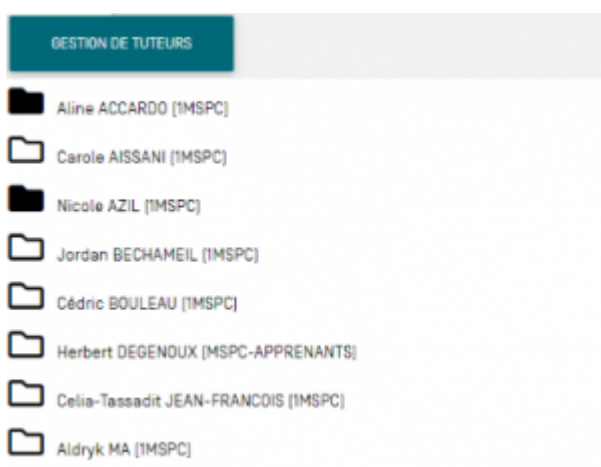 GESTION DE TUTEURS
Aline ACCARDO [1MSPC]
Carole AISSANI [1MSPC]
Nicole AZIL [1MSPC]
Jordan BECHAMEIL [1MSPC]
Cédric BOULEAU [1MSPC]
Herbert DEGENOUX [MSPC-APPRENANTS]
Celia-Tassadit JEAN-FRANCOIS [1MSPC]
Aldryk MA [1MSPC]